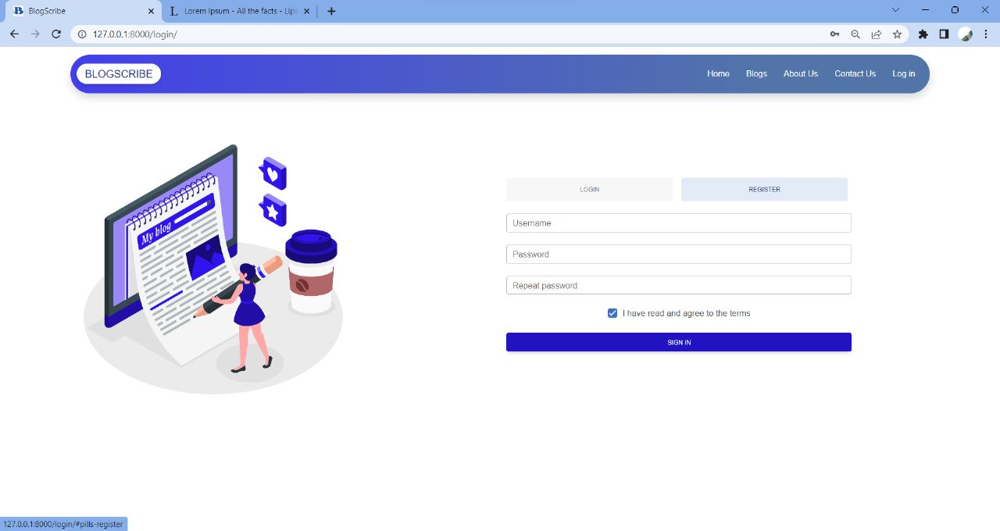 BlogScribe
Lorem Ipsum - All the facts - Lips
127.0.0.1:8000/login/
BLOGSCRIBE
Home Blogs About Us Contact Us Log in
My blog
LOGIN REGISTER
Username
Password
Repeat password
I have read and agree to the terms
SIGN IN
127.0.0.1:8000/login/#pills-register